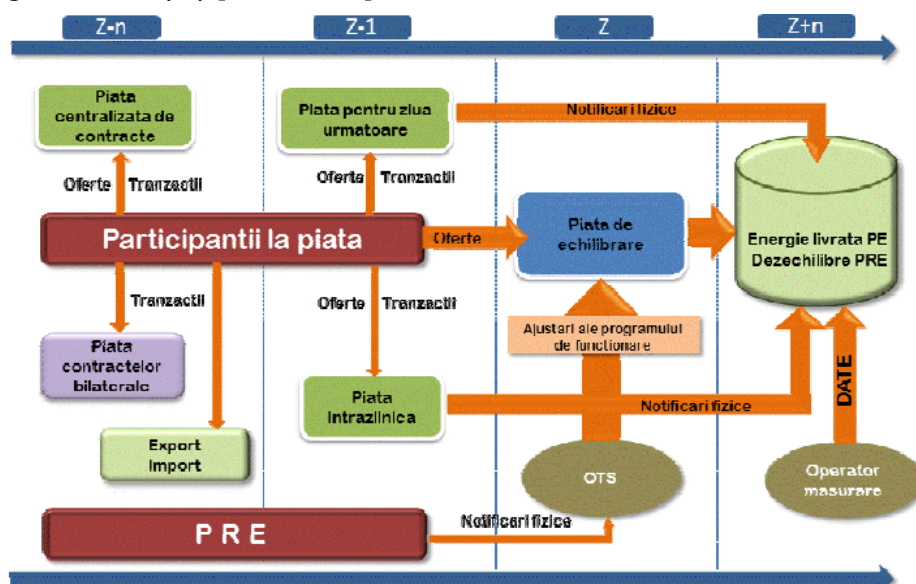 Z-n
Z-1
Z
Z+n
Piata
centralizata de
contracte
Piata pentru ziua
urmatoare
Notificari fizice
Oferte
Tranzactii
Oferte
Tranzactii
Participantii la piata
Oferte
Piata de
echilibrare
Energie livrata PE
Dezechilibre PRE
Tranzactii
Oferte
Tranzactii
Ajustari ale programului
de functionare
Piata
contractelor
bilaterale
Piata
Intrazilnica
Notificari fizice
DATE
Export
Import
OTS
Operator
masurare
Notificari fizice
P R E